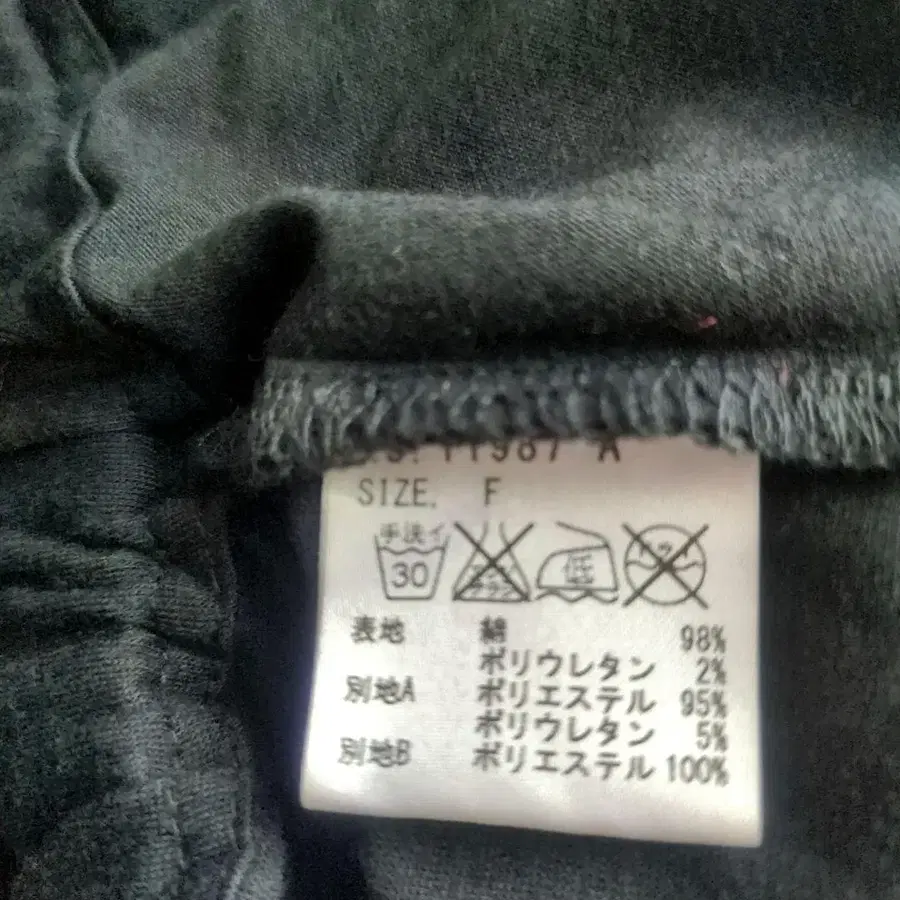 11987 A
SIZE. F
手洗イ
30
低
表地 綿 98%
ポリウレタン 2%
別地A ポリエステル 95%
ポリウレタン 5%
別地B ポリエステル 100%